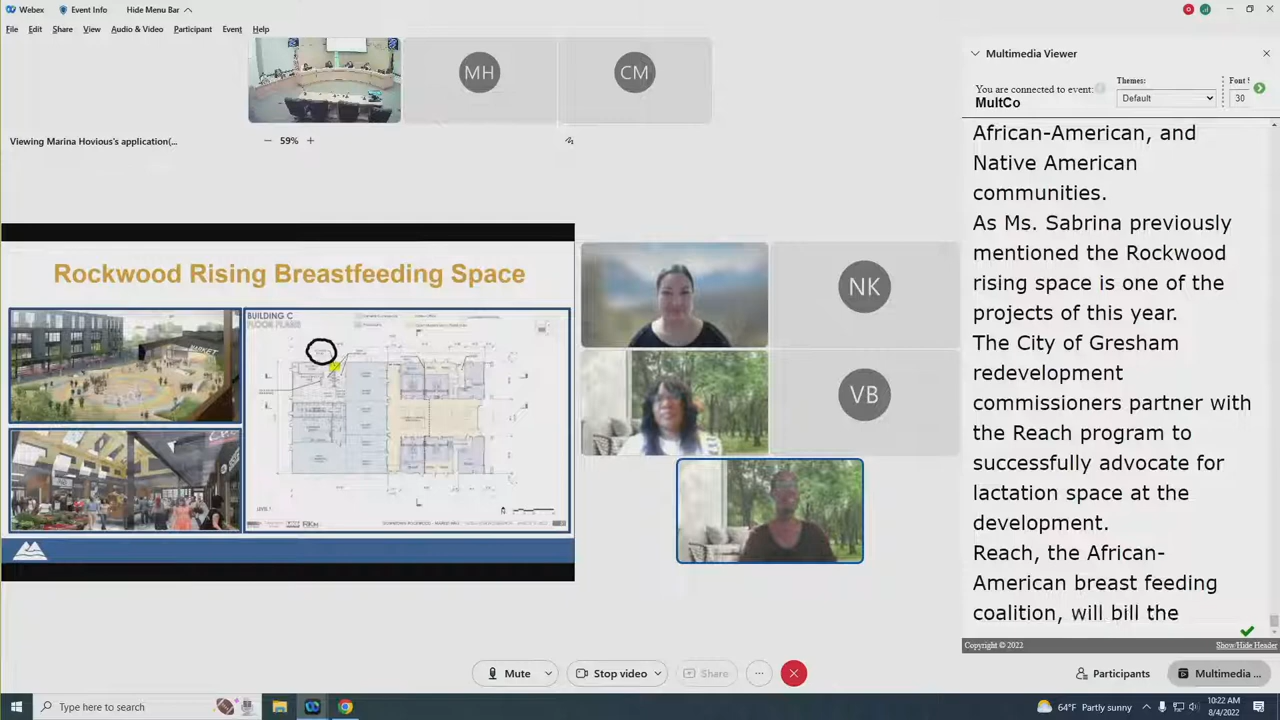 Webex
Event Info
Hide Menu Bar
File Edit Share View Audio & Video Participant Event Help
MH
CM
Viewing Marina Hovious's application(...
59%
Rockwood Rising Breastfeeding Space
BUILDING C
FLOOR PLANS
MARKET
LEVEL 1
NK
VB
Multimedia Viewer
You are connected to event:
MultCo
Themes:
Default
Font
30
African-American, and
Native American
communities.
As Ms. Sabrina previously
mentioned the Rockwood
rising space is one of the
projects of this year.
The City of Gresham
redevelopment
commissioners partner with
the Reach program to
successfully advocate for
lactation space at the
development.
Reach, the African-
American breast feeding
coalition, will bill the
Copyright © 2022
Show/Hide Header
Mute
Stop video
Share
Participants
Multimedia ...
Type here to search
64°F Partly sunny
10:22 AM
8/4/2022